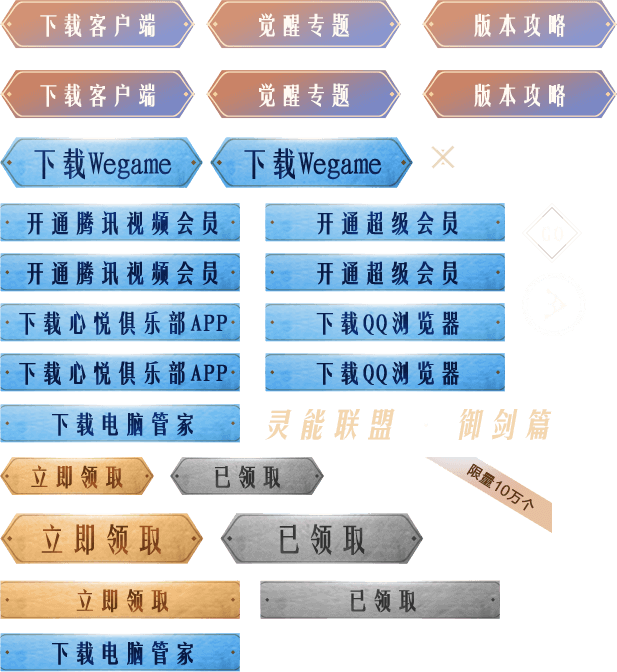 下载客户端 觉醒专题 版本攻略
下载客户端 觉醒专题 版本攻略
下载Wegame 下载Wegame
开通腾讯视频会员 开通超级会员
开通腾讯视频会员 开通超级会员
下载心悦俱乐部APP 下载QQ浏览器
下载心悦俱乐部APP 下载QQ浏览器
下载电脑管家 灵能联盟 · 御剑篇
立即领取 已领取 限量10万个
立即领取 已领取
立即领取 已领取
下载电脑管家